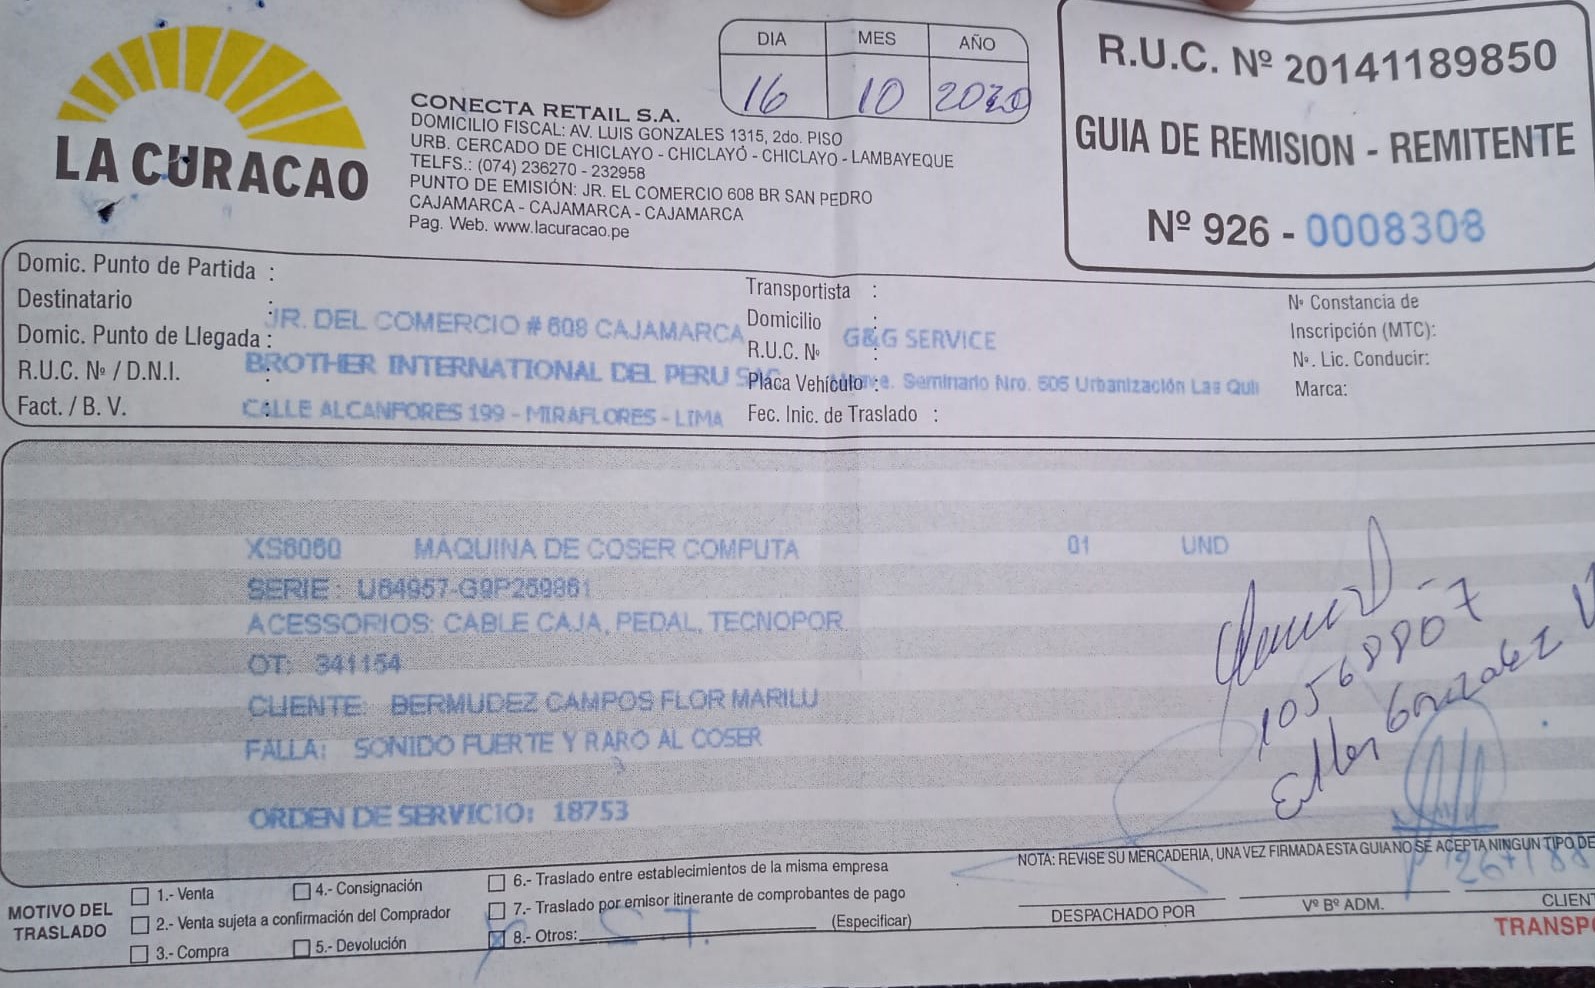 LA CURACAO
CONECTA RETAIL S.A.
DOMICILIO FISCAL: AV. LUIS GONZALES 1315, 2do. PISO
URB. CERCADO DE CHICLAYO - CHICLAYO - CHICLAYO - LAMBAYEQUE
TELFS.: (074) 236270 - 232958
PUNTO DE EMISIÓN: JR. EL COMERCIO 608 BR SAN PEDRO
CAJAMARCA - CAJAMARCA - CAJAMARCA
Pag. Web. www.lacuracao.pe
DIA MES AÑO
16 10 2020
R.U.C. Nº 20141189850
GUIA DE REMISION - REMITENTE
Nº 926 - 0008308
Domic. Punto de Partida :
Destinatario :
JR. DEL COMERCIO # 608 CAJAMARCA
Domic. Punto de Llegada :
BROTHER INTERNATIONAL DEL PERU
R.U.C. Nº / D.N.I. :
CALLE ALCANFORES 199 - MIRAFLORES - LIMA
Fact. / B. V. :
Transportista :
Domicilio :
G&G SERVICE
R.U.C. Nº :
Placa Vehículo : Seminario Nro. 505 Urbanización Las Qui
Fec. Inic. de Traslado :
Nº Constancia de
Inscripción (MTC):
Nº. Lic. Conducir:
Marca:
XS6060 MAQUINA DE COSER COMPUTA 01 UND
SERIE : U64957-G9P259861
ACESSORIOS: CABLE CAJA, PEDAL, TECNOPOR
OT: 341154
CLIENTE: BERMUDEZ CAMPOS FLOR MARILU
FALLA: SONIDO FUERTE Y RARO AL COSER
ORDEN DE SERVICIO: 18753
10568807
Gonzalez
NOTA: REVISE SU MERCADERIA, UNA VEZ FIRMADA ESTA GUIA NO SE ACEPTA NINGUN TIPO DE
MOTIVO DEL
TRASLADO
1.- Venta
2.- Venta sujeta a confirmación del Comprador
3.- Compra
4.- Consignación
5.- Devolución
6.- Traslado entre establecimientos de la misma empresa
7.- Traslado por emisor itinerante de comprobantes de pago
8.- Otros: S.T. (Especificar)
DESPACHADO POR
Vº Bº ADM.
CLIEN
TRANSP